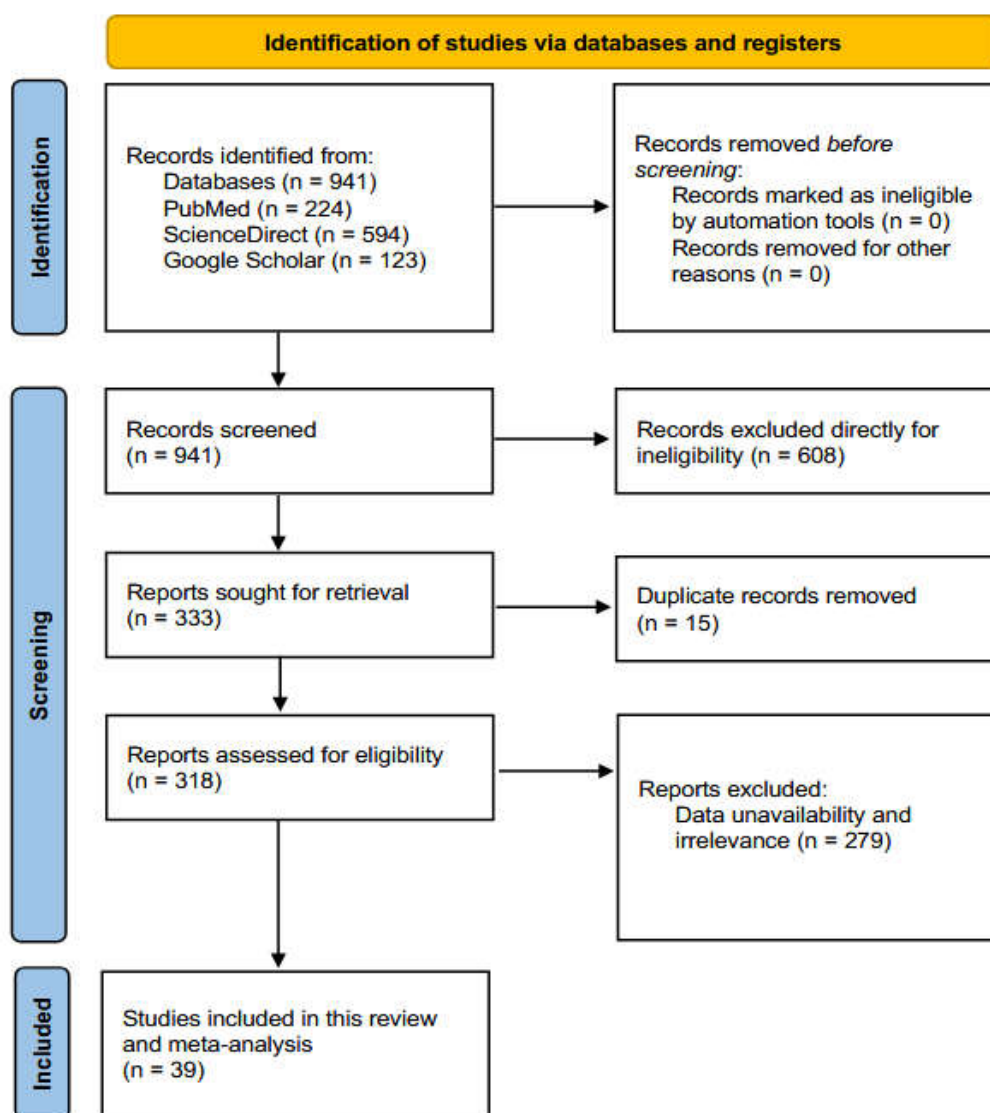 Identification of studies via databases and registers
Identification
Records identified from:
Databases (n = 941)
PubMed (n = 224)
ScienceDirect (n = 594)
Google Scholar (n = 123)
Records removed before
screening:
Records marked as ineligible
by automation tools (n = 0)
Records removed for other
reasons (n = 0)
Screening
Records screened
(n = 941)
Records excluded directly for
ineligibility (n = 608)
Reports sought for retrieval
(n = 333)
Duplicate records removed
(n = 15)
Reports assessed for eligibility
(n = 318)
Reports excluded:
Data unavailability and
irrelevance (n = 279)
Included
Studies included in this review
and meta-analysis
(n = 39)